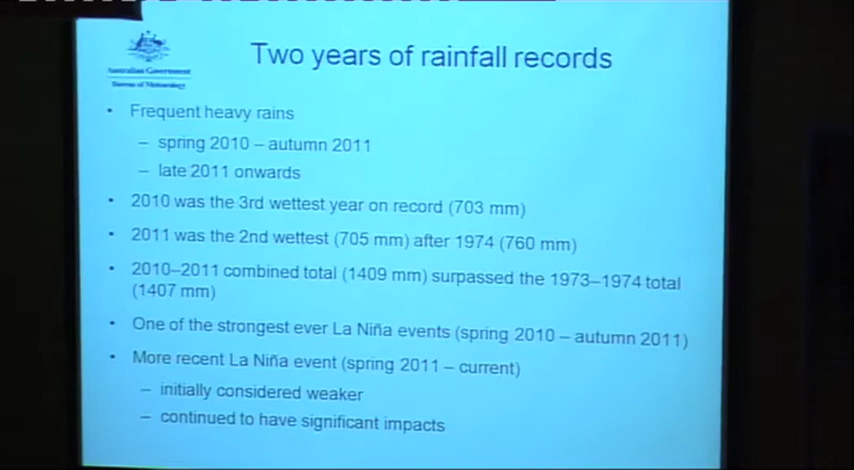 Australian Government
Bureau of Meteorology
Two years of rainfall records
• Frequent heavy rains
– spring 2010 – autumn 2011
– late 2011 onwards
• 2010 was the 3rd wettest year on record (703 mm)
• 2011 was the 2nd wettest (705 mm) after 1974 (760 mm)
• 2010–2011 combined total (1409 mm) surpassed the 1973–1974 total
(1407 mm)
• One of the strongest ever La Niña events (spring 2010 – autumn 2011)
• More recent La Niña event (spring 2011 – current)
– initially considered weaker
– continued to have significant impacts